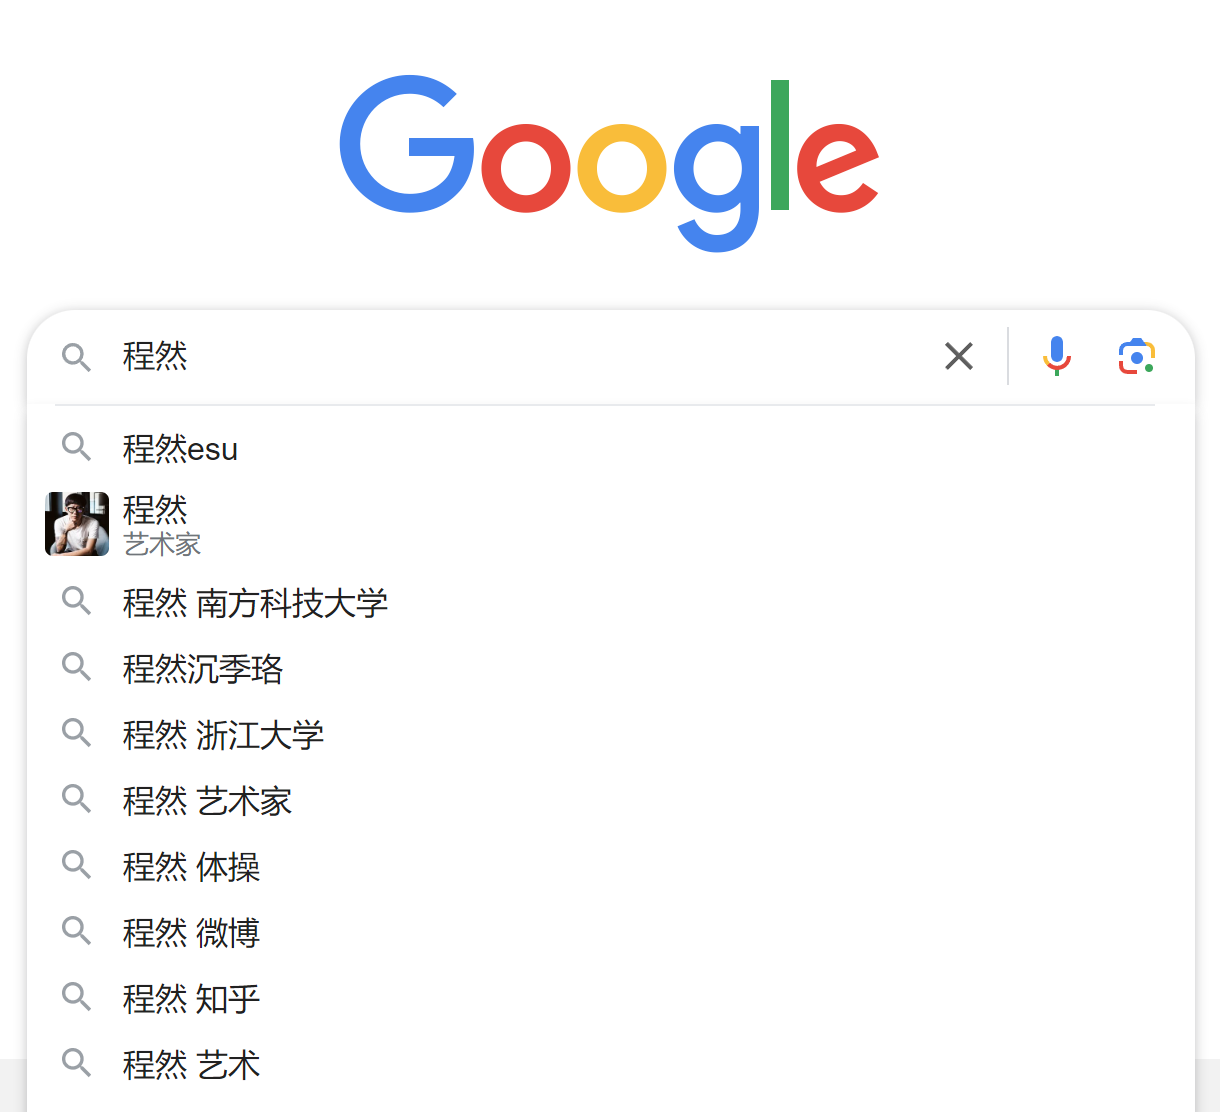 Google
程然
程然esu
程然
艺术家
程然 南方科技大学
程然沉季珞
程然 浙江大学
程然 艺术家
程然 体操
程然 微博
程然 知乎
程然 艺术